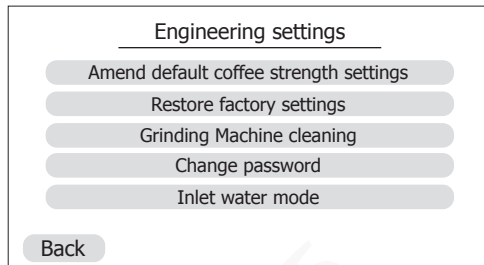 Engineering settings
Amend default coffee strength settings
Restore factory settings
Grinding Machine cleaning
Change password
Inlet water mode
Back